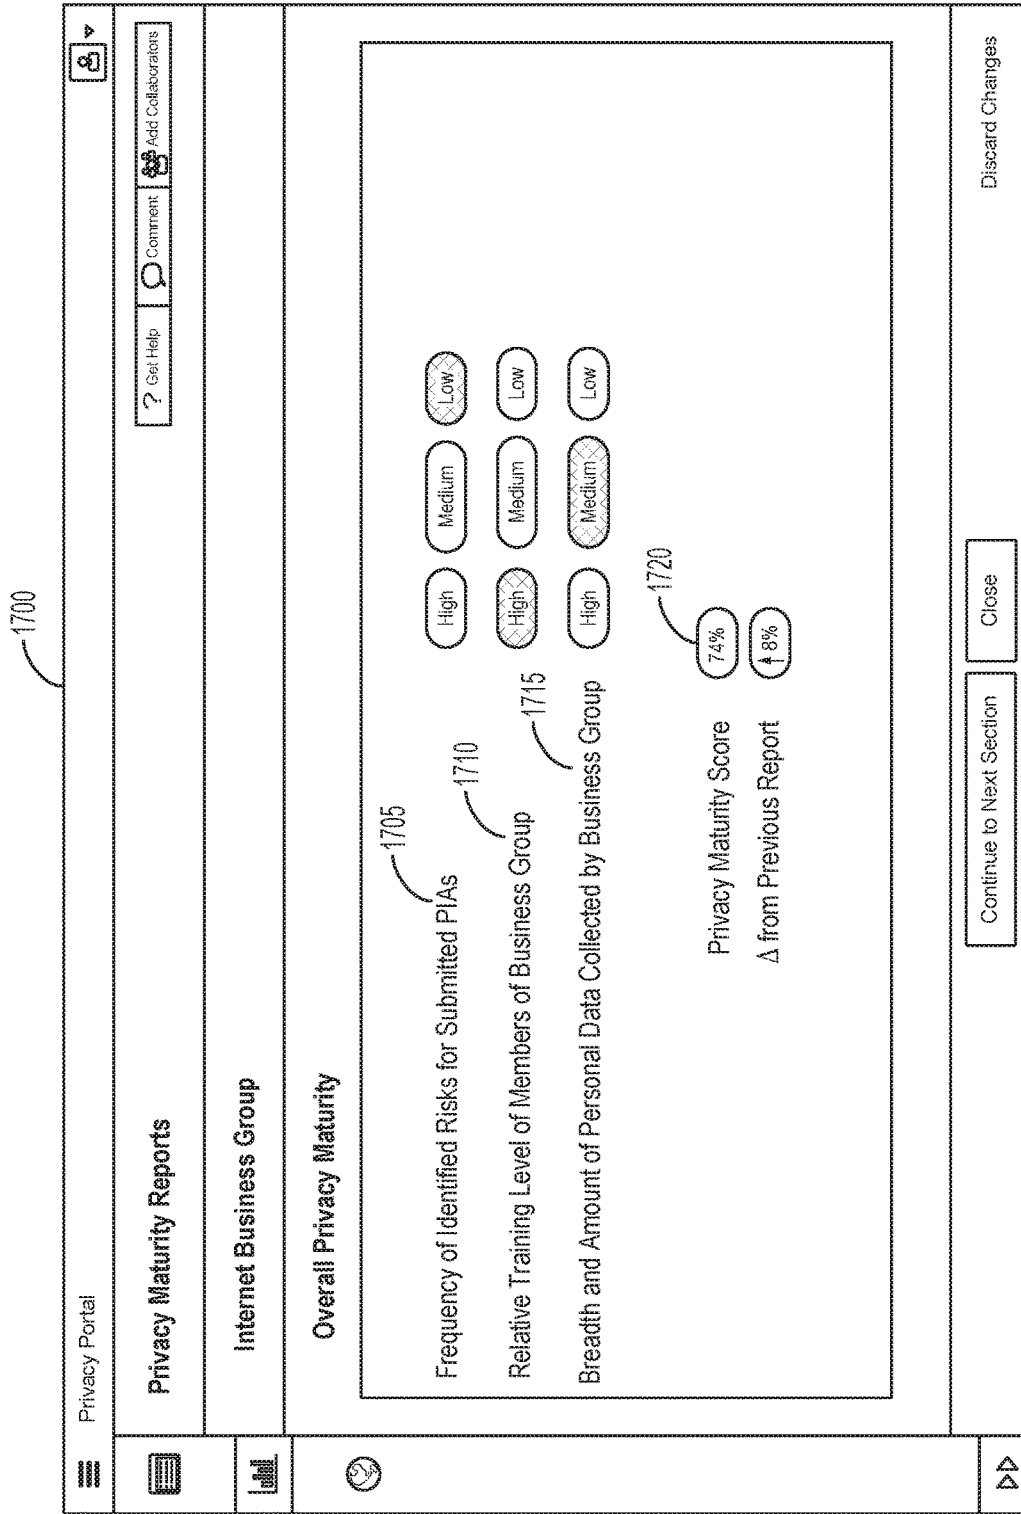 1700
Privacy Portal
Privacy Maturity Reports
? Get Help Comment Add Collaborators
Internet Business Group
Overall Privacy Maturity
1705
Frequency of Identified Risks for Submitted PIAs High Medium Low
1710
Relative Training Level of Members of Business Group High Medium Low
1715
Breadth and Amount of Personal Data Collected by Business Group High Medium Low
1720
Privacy Maturity Score 74%
Δ from Previous Report 8%
Continue to Next Section Close Discard Changes